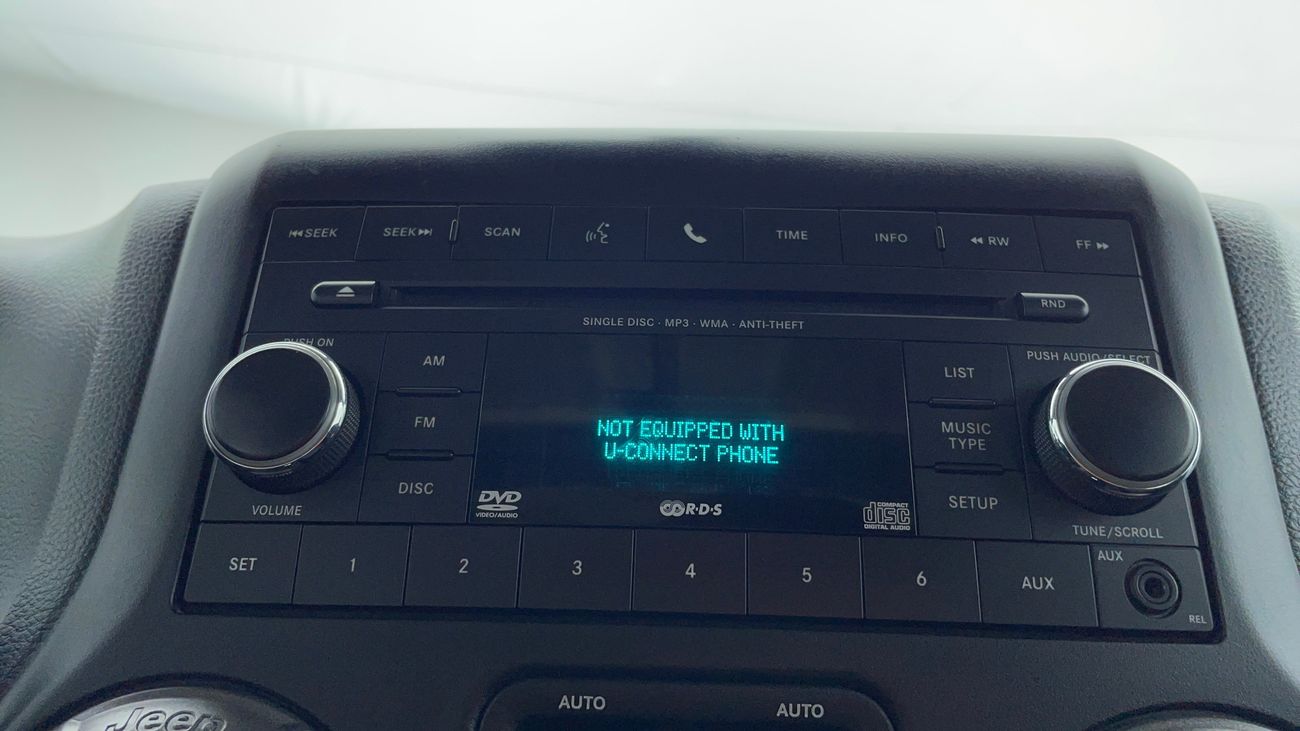 SEEK
SEEK
SCAN
TIME
INFO
RW
FF
RND
SINGLE DISC · MP3 · WMA · ANTI-THEFT
PUSH ON
AM
FM
DISC
VOLUME
NOT EQUIPPED WITH
U-CONNECT PHONE
DVD
VIDEO/AUDIO
R·D·S
COMPACT
disc
DIGITAL AUDIO
LIST
MUSIC
TYPE
SETUP
PUSH AUDIO/SELECT
TUNE/SCROLL
SET
1
2
3
4
5
6
AUX
AUX
REL
Jeep
AUTO
AUTO